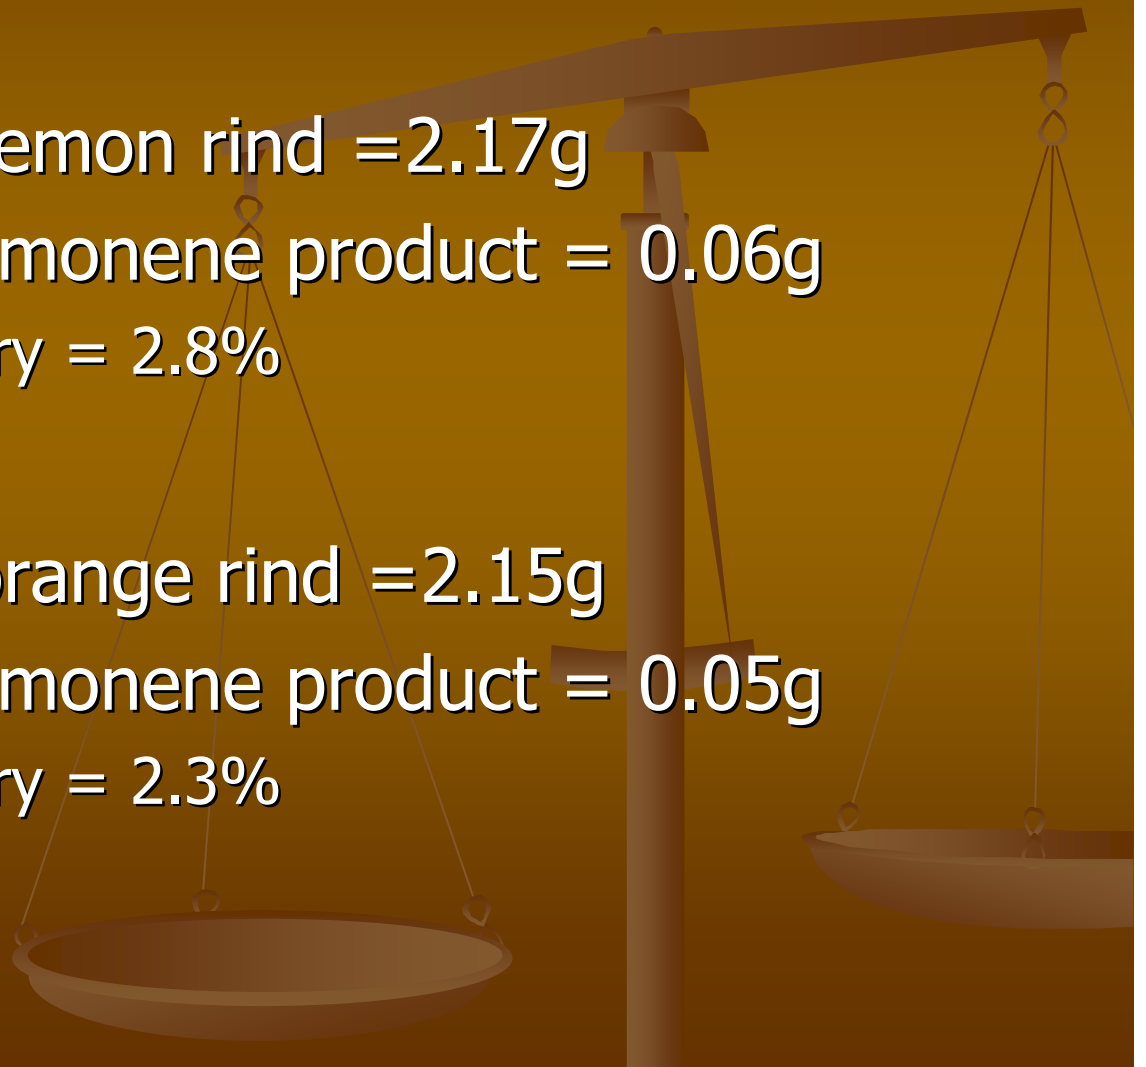 emon rind =2.17g
monene product = 0.06g
ry = 2.8%
orange rind =2.15g
monene product = 0.05g
ry = 2.3%